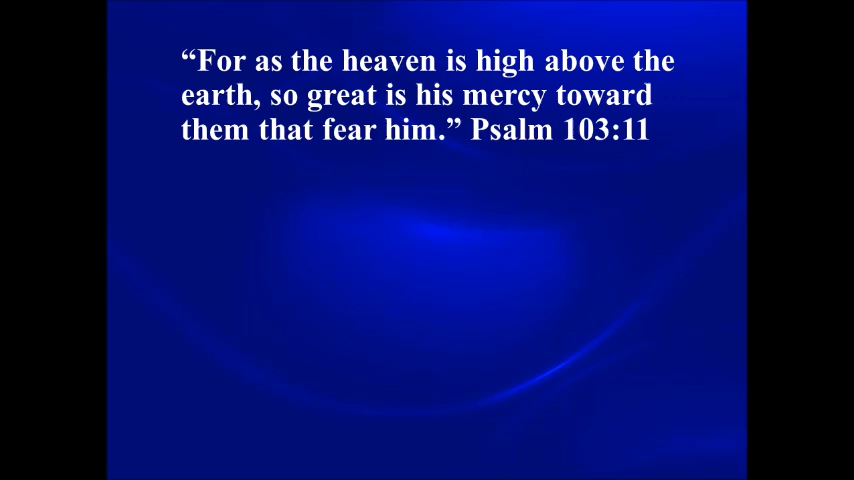 “For as the heaven is high above the
earth, so great is his mercy toward
them that fear him.” Psalm 103:11